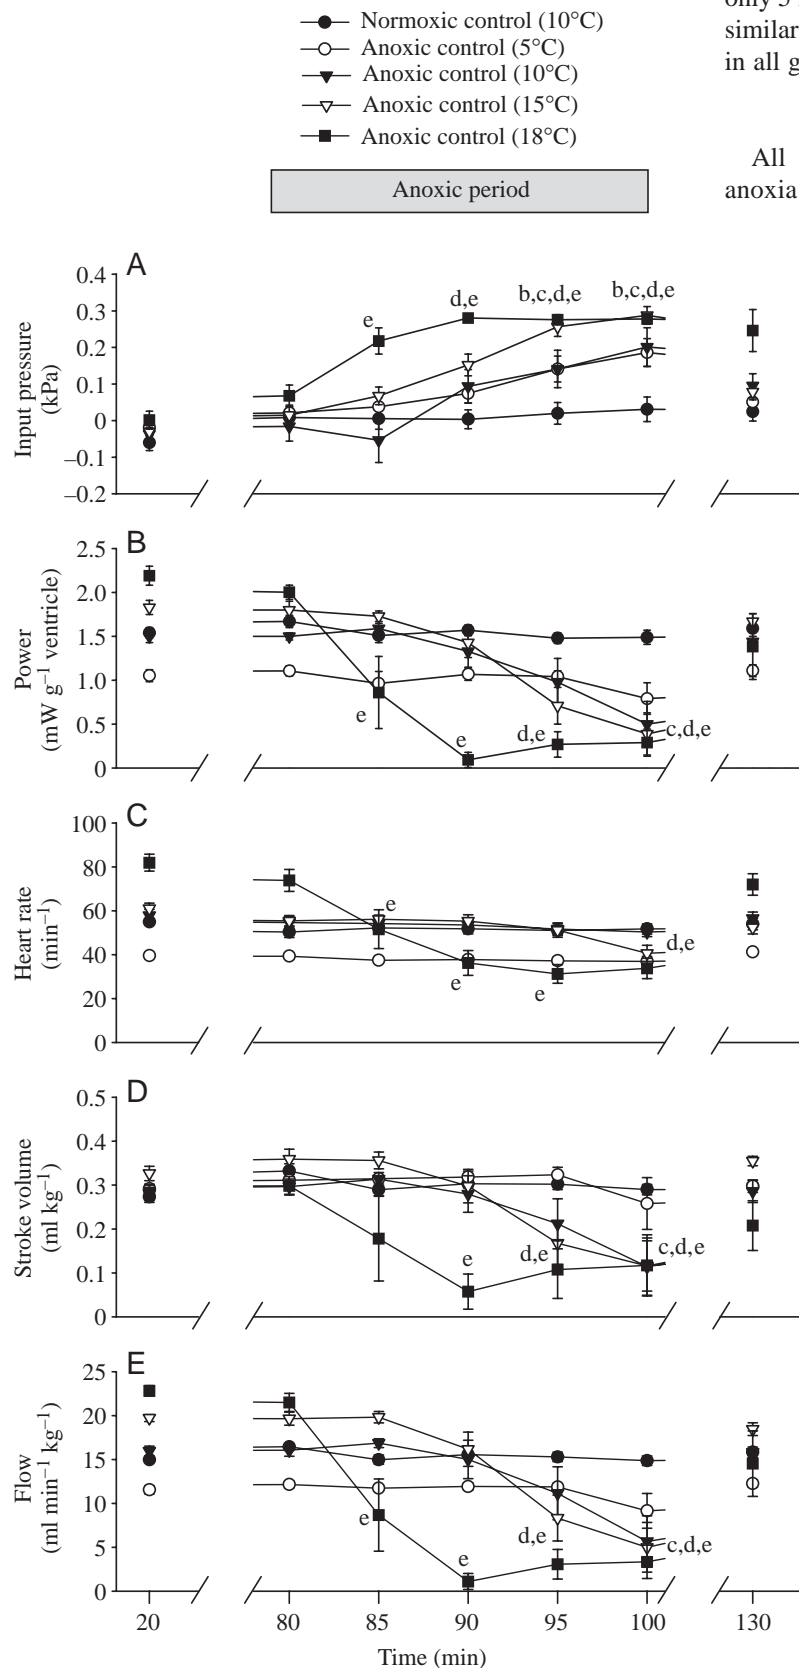 Normoxic control (10°C)
Anoxic control (5°C)
Anoxic control (10°C)
Anoxic control (15°C)
Anoxic control (18°C)
similar
in all g
All
anoxia
Anoxic period
A
0.4
0.3
0.2
0.1
0
–0.1
–0.2
Input pressure
(kPa)
e
d,e
b,c,d,e
b,c,d,e
B
2.5
2.0
1.5
1.0
0.5
0
Power
(mW g⁻¹ ventricle)
e
e
d,e
c,d,e
C
100
80
60
40
20
0
Heart rate
(min⁻¹)
e
e
e
d,e
D
0.5
0.4
0.3
0.2
0.1
0
Stroke volume
(ml kg⁻¹)
e
d,e
c,d,e
E
25
20
15
10
5
0
Flow
(ml min⁻¹ kg⁻¹)
e
e
d,e
c,d,e
20 80 85 90 95 100 130
Time (min)